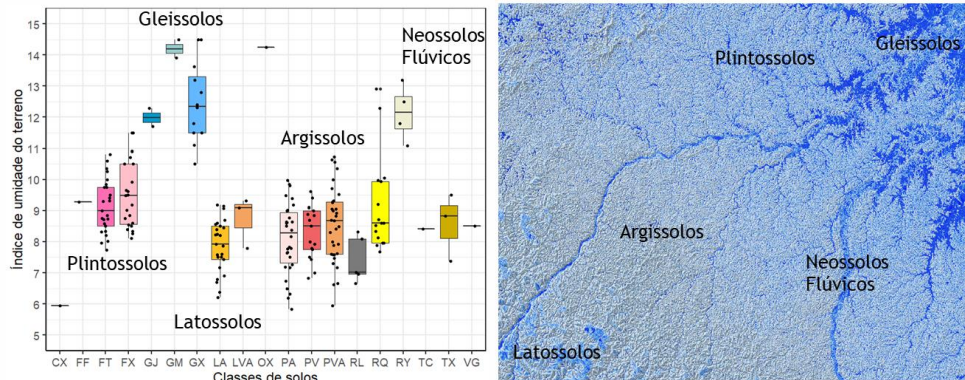 Gleissolos
Neossolos
Flúvicos
Argissolos
Plintossolos
Latossolos
Índice de umidade do terreno
15
14
13
12
11
10
9
8
7
6
5
CX FF FT FX GJ GM GX LA LVA OX PA PV PVA RL RQ RY TC TX VG
Classes de solos
Gleissolos
Plintossolos
Argissolos
Neossolos
Flúvicos
Latossolos